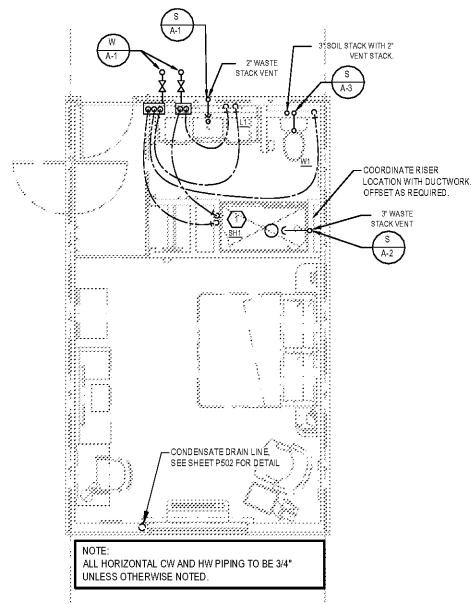 S
A-1
W
A-1
2" WASTE
STACK VENT
3" SOIL STACK WITH 2"
VENT STACK.
S
A-3
L1
W1
COORDINATE RISER
LOCATION WITH DUCTWORK.
OFFSET AS REQUIRED.
1
SH1
3" WASTE
STACK VENT
S
A-2
CONDENSATE DRAIN LINE,
SEE SHEET P502 FOR DETAIL
NOTE:
ALL HORIZONTAL CW AND HW PIPING TO BE 3/4"
UNLESS OTHERWISE NOTED.